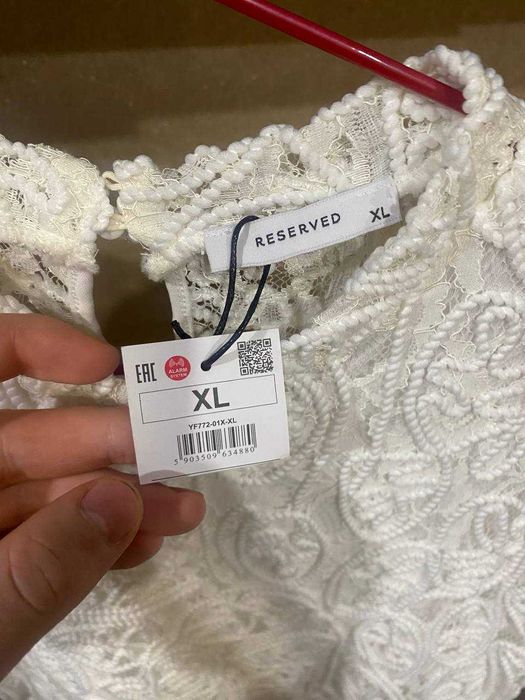 RESERVED XL
EAC
ALARM
SYSTEM
XL
YF772-01X-XL
5 903509 634880